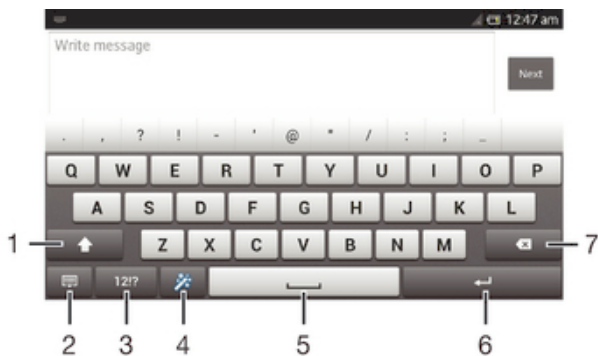 12:47 am
Write message
Next
. , ? ! - ' @ " / : ; _
Q W E R T Y U I O P
A S D F G H J K L
1 Z X C V B N M 7
12!?
2 3 4 5 6